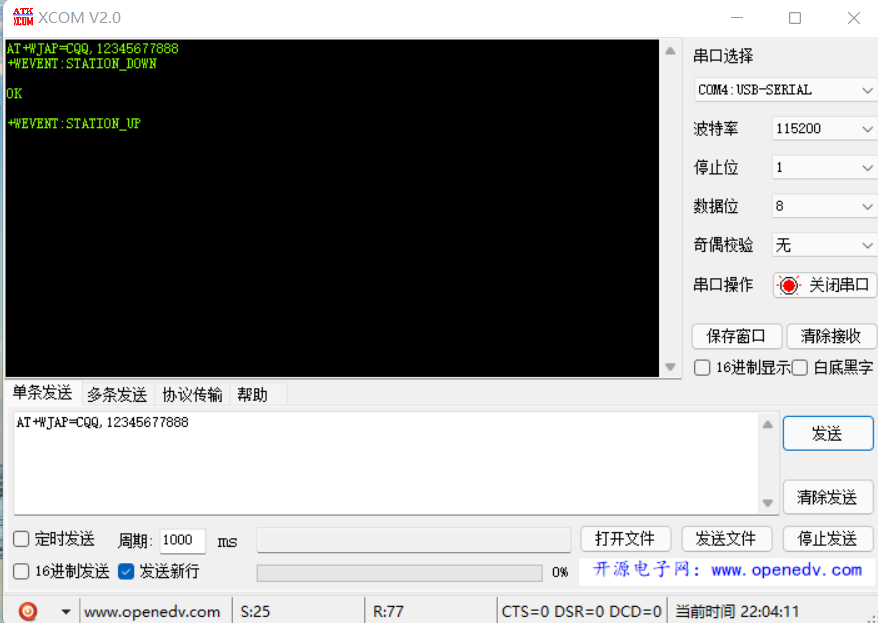 ATK XCOM XCOM V2.0
AT+WJAP=CQQ,12345677888
+WEVENT:STATION_DOWN
OK
+WEVENT:STATION_UP
串口选择
COM4:USB-SERIAL
波特率 115200
停止位 1
数据位 8
奇偶校验 无
串口操作 关闭串口
保存窗口 清除接收
16进制显示 白底黑字
单条发送 多条发送 协议传输 帮助
AT+WJAP=CQQ,12345677888
发送
清除发送
定时发送 周期: 1000 ms 打开文件 发送文件 停止发送
16进制发送 发送新行 0% 开源电子网: www.openedv.com
www.openedv.com S:25 R:77 CTS=0 DSR=0 DCD=0 当前时间 22:04:11